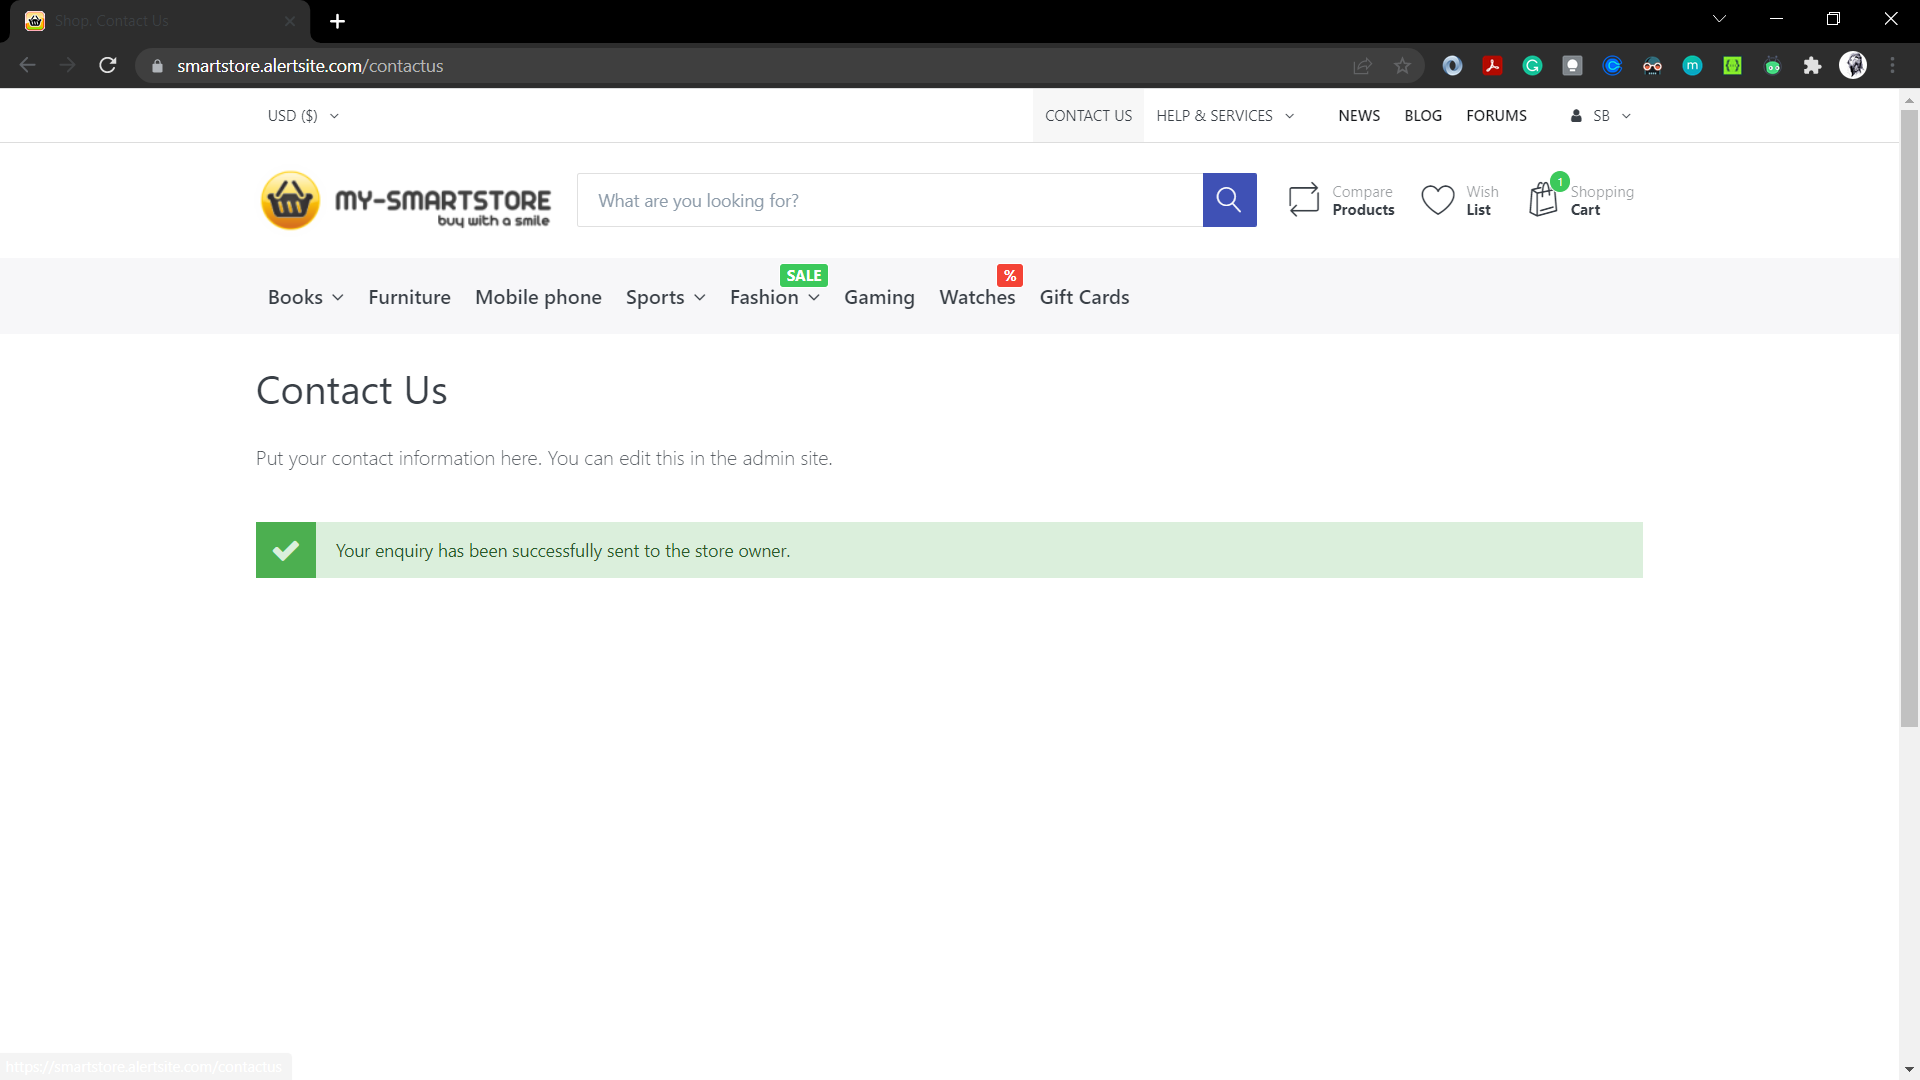 Shop. Contact Us
smartstore.alertsite.com/contactus
USD ($)
CONTACT US
HELP & SERVICES
NEWS
BLOG
FORUMS
SB
MY-SMARTSTORE
buy with a smile
What are you looking for?
Compare
Products
Wish
List
1
Shopping
Cart
SALE
%
Books
Furniture
Mobile phone
Sports
Fashion
Gaming
Watches
Gift Cards
Contact Us
Put your contact information here. You can edit this in the admin site.
Your enquiry has been successfully sent to the store owner.
https://smartstore.alertsite.com/contactus